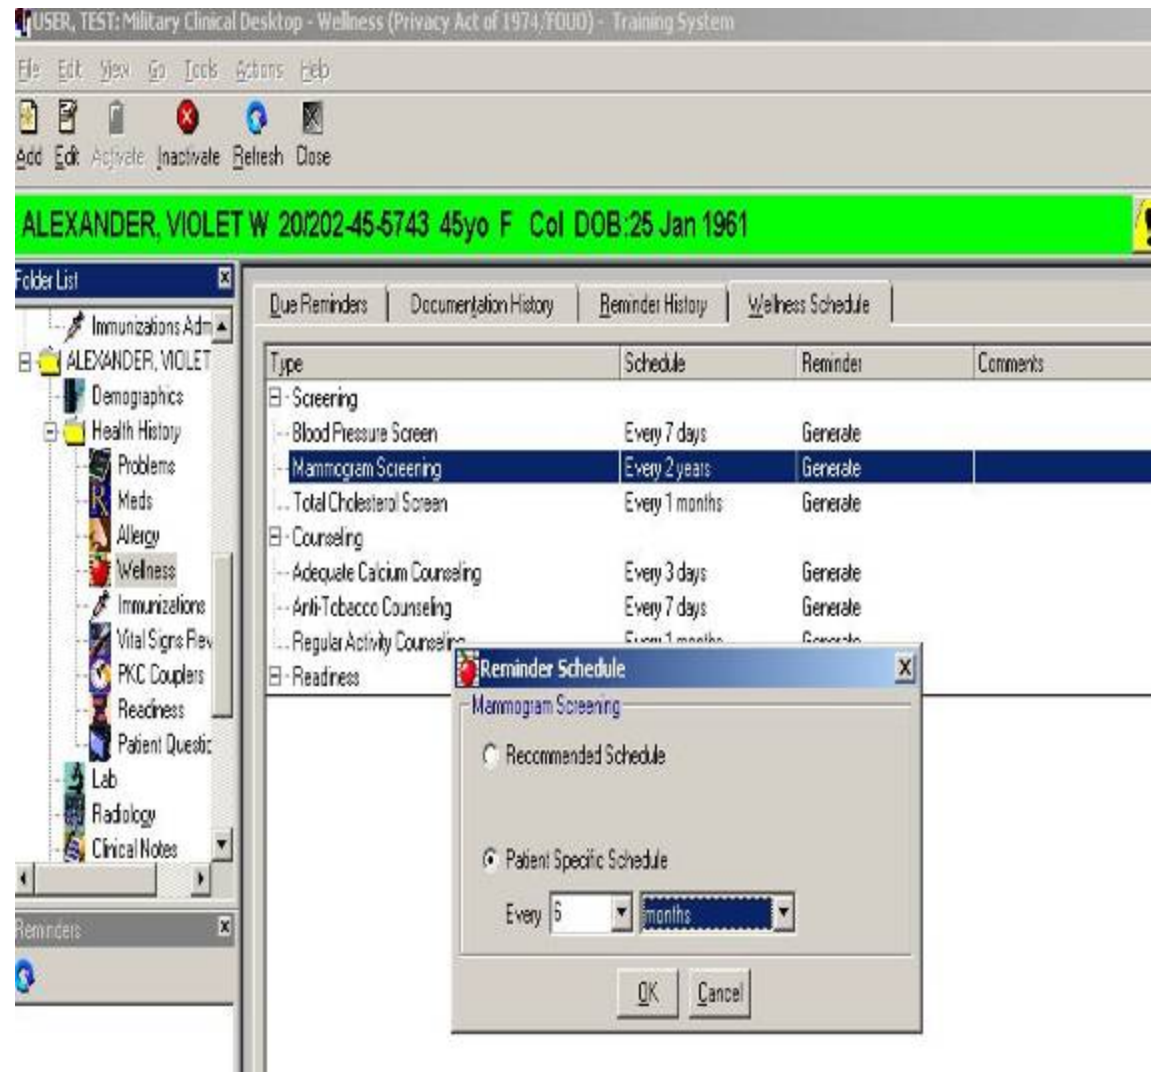 USER, TEST: Military Clinical Desktop - Wellness (Privacy Act of 1974/FOUO) - Training System
File Edit View Go Tools Actions Help
Add Edit Activate Inactivate Refresh Close
ALEXANDER, VIOLET W 20/202-45-5743 45yo F Col DOB:25 Jan 1961
Folder List
Immunizations Adm
ALEXANDER, VIOLET
Demographics
Health History
Problems
Meds
Allergy
Wellness
Immunizations
Vital Signs Rev
PKC Couplers
Readiness
Patient Questic
Lab
Radiology
Clinical Notes
Reminders
Due Reminders Documentation History Reminder History Wellness Schedule
Type Schedule Reminder Comments
Screening
Blood Pressure Screen Every 7 days Generate
Mammogram Screening Every 2 years Generate
Total Cholesterol Screen Every 1 months Generate
Counseling
Adequate Calcium Counseling Every 3 days Generate
Anti-Tobacco Counseling Every 7 days Generate
Regular Activity Counseling Every 1 months Generate
Readiness
Reminder Schedule
Mammogram Screening
Recommended Schedule
Patient Specific Schedule
Every 6 months
OK Cancel